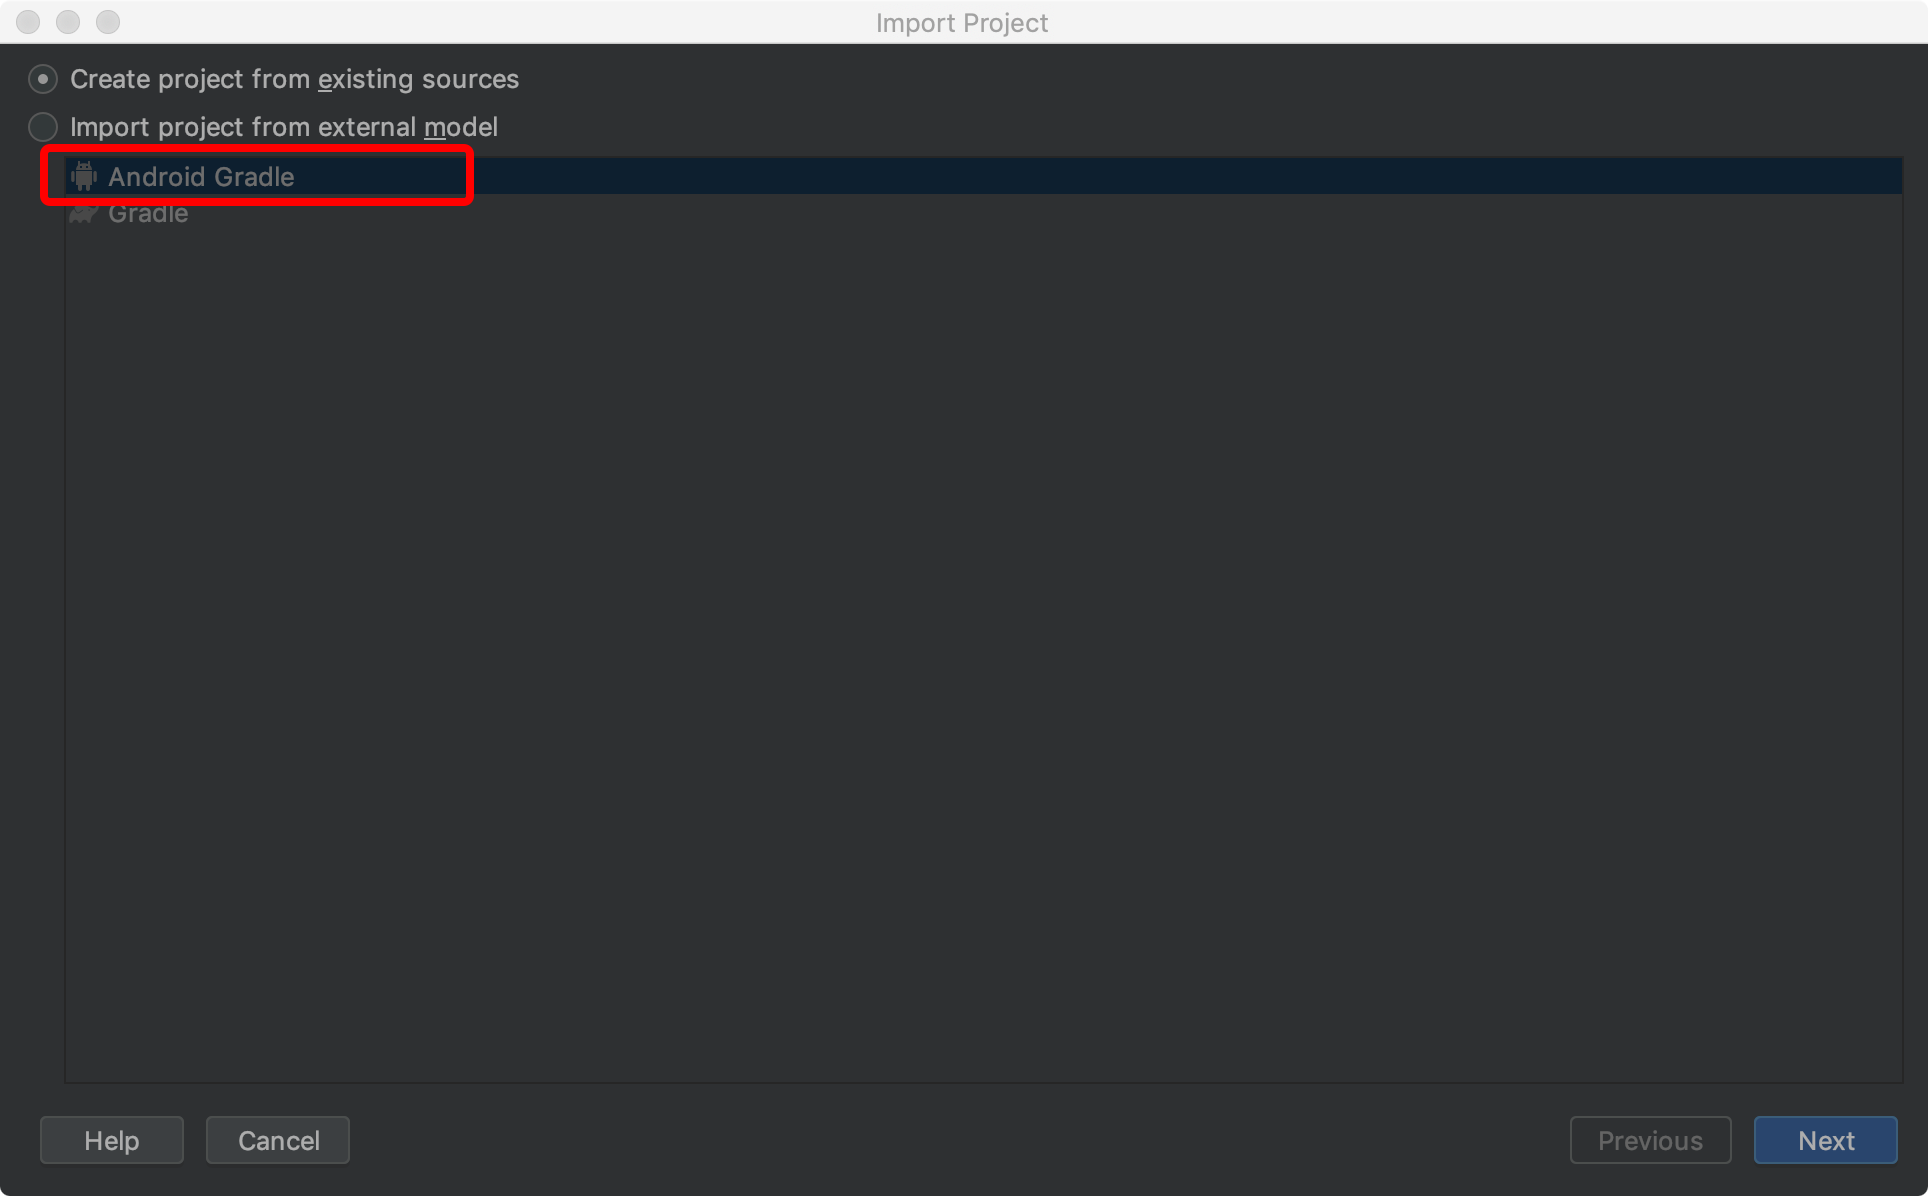 Import Project
Create project from existing sources
Import project from external model
Android Gradle
Gradle
Help
Cancel
Previous
Next